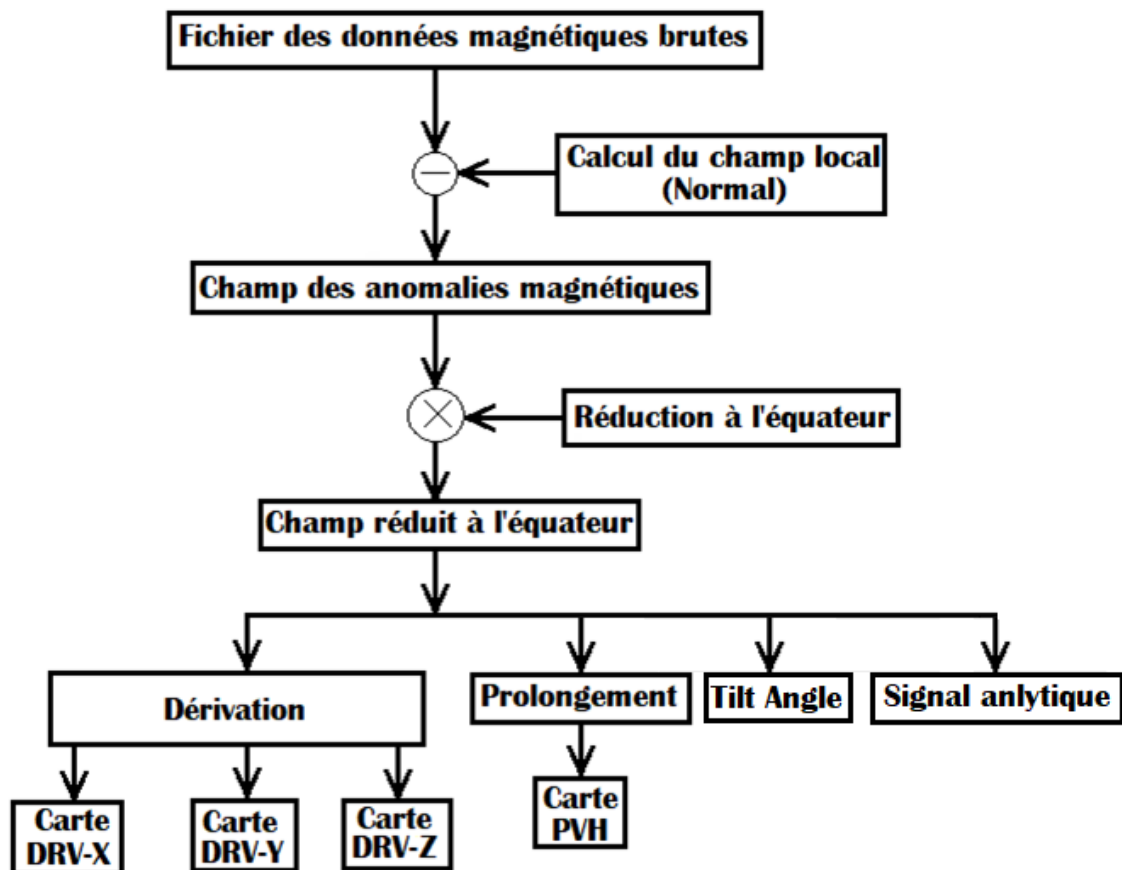 Fichier des données magnétiques brutes
Calcul du champ local
(Normal)
Champ des anomalies magnétiques
Réduction à l'équateur
Champ réduit à l'équateur
Dérivation
Prolongement
Tilt Angle
Signal anlytique
Carte
DRV-X
Carte
DRV-Y
Carte
DRV-Z
Carte
PVH